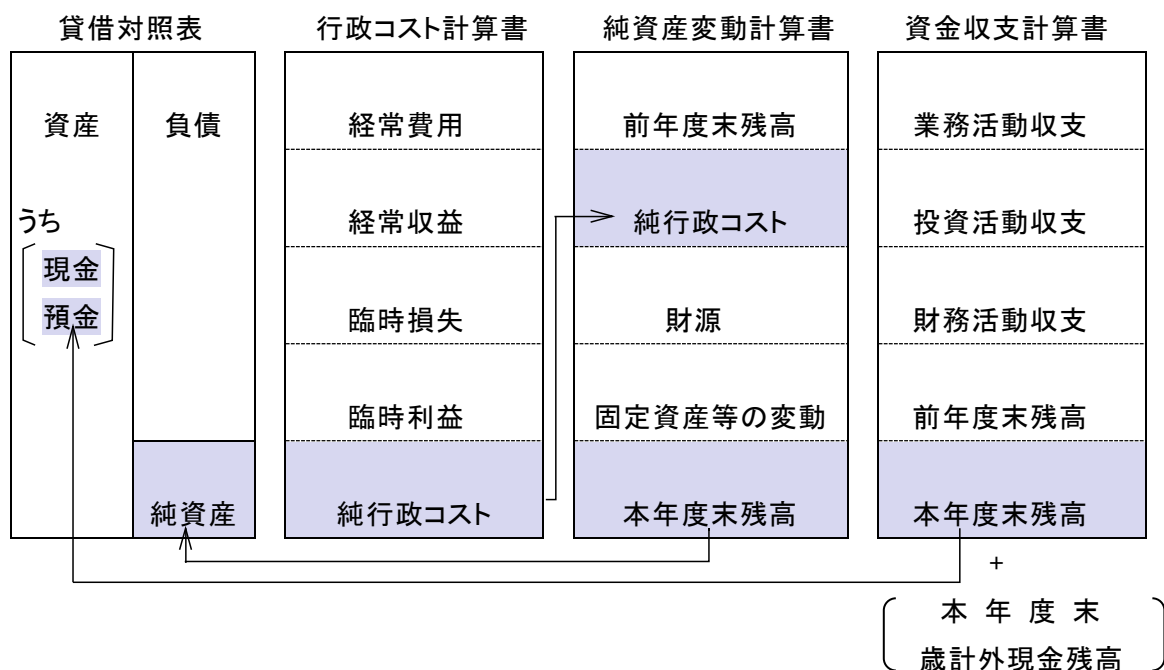 貸借対照表
資産
うち
現金
預金
負債
純資産
行政コスト計算書
経常費用
経常収益
臨時損失
臨時利益
純行政コスト
純資産変動計算書
前年度末残高
純行政コスト
財源
固定資産等の変動
本年度末残高
資金収支計算書
業務活動収支
投資活動収支
財務活動収支
前年度末残高
本年度末残高
+
本年度末
歳計外現金残高